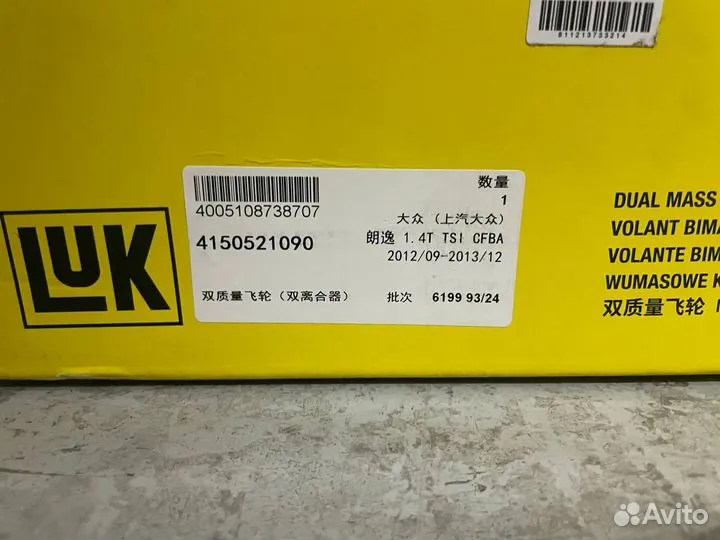 811213733214
数量
1
4005108738707
大众 (上汽大众)
4150521090
朗逸 1.4T TSI CFBA
2012/09-2013/12
双质量飞轮 (双离合器)
批次 6199 93/24
LUK
DUAL MASS
VOLANT BIMA
VOLANTE BIM
WUMASOWE K
双质量飞轮
Avito